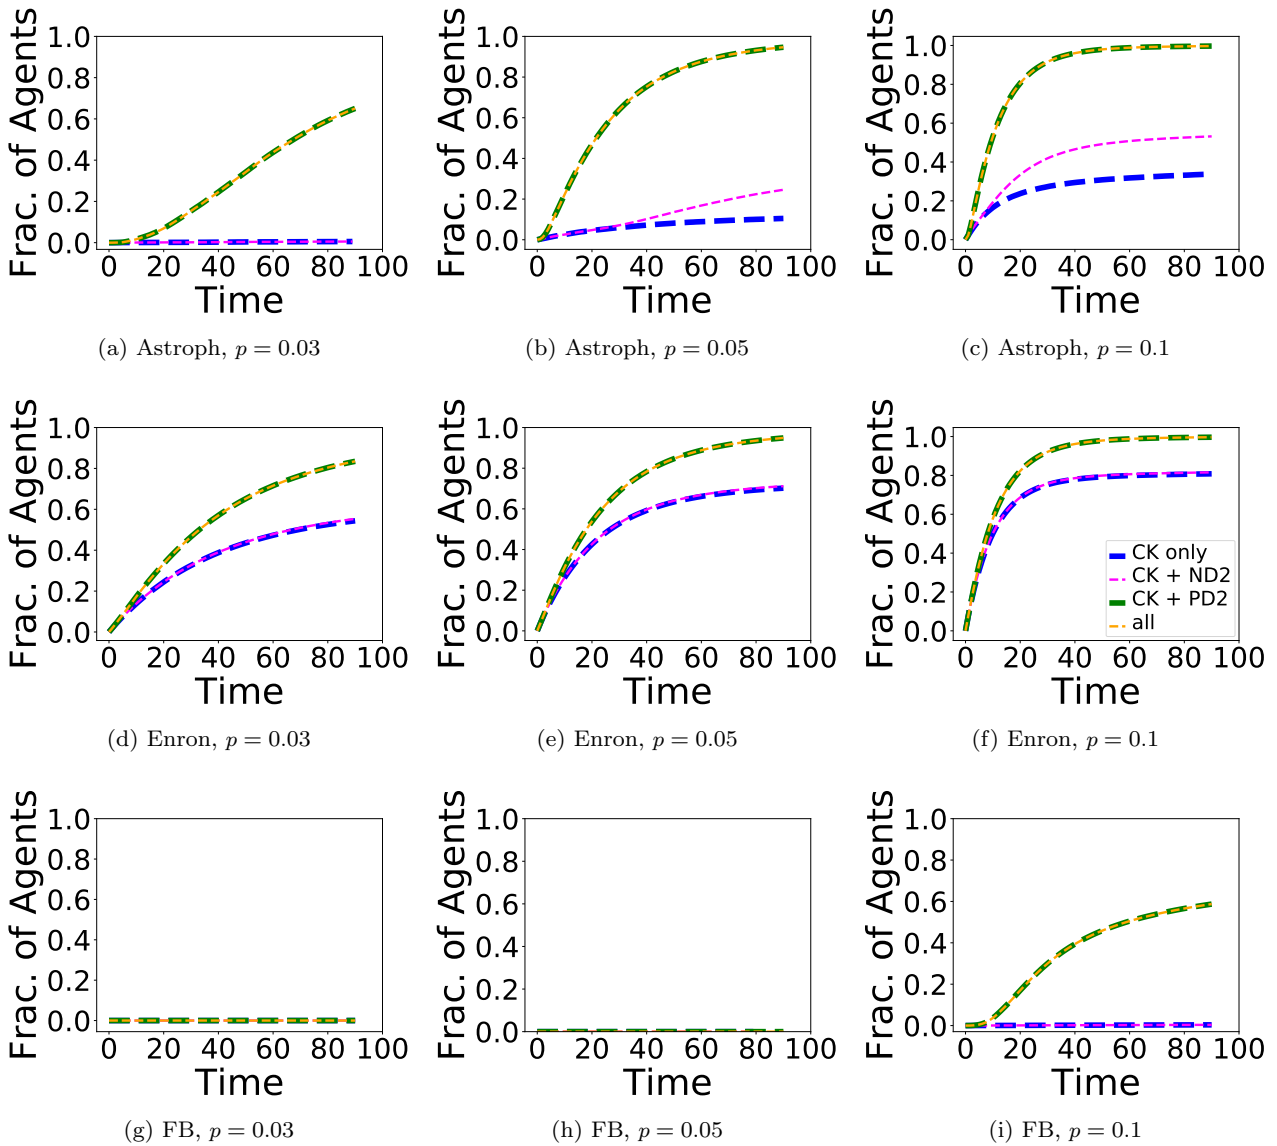 Frac. of Agents
1.0
0.8
0.6
0.4
0.2
0.0
0 20 40 60 80 100
Time
(a) Astroph, p = 0.03
Frac. of Agents
1.0
0.8
0.6
0.4
0.2
0.0
0 20 40 60 80 100
Time
(b) Astroph, p = 0.05
Frac. of Agents
1.0
0.8
0.6
0.4
0.2
0.0
0 20 40 60 80 100
Time
(c) Astroph, p = 0.1
Frac. of Agents
1.0
0.8
0.6
0.4
0.2
0.0
0 20 40 60 80 100
Time
(d) Enron, p = 0.03
Frac. of Agents
1.0
0.8
0.6
0.4
0.2
0.0
0 20 40 60 80 100
Time
(e) Enron, p = 0.05
Frac. of Agents
1.0
0.8
0.6
0.4
0.2
0.0
CK only
CK + ND2
CK + PD2
all
0 20 40 60 80 100
Time
(f) Enron, p = 0.1
Frac. of Agents
1.0
0.8
0.6
0.4
0.2
0.0
0 20 40 60 80 100
Time
(g) FB, p = 0.03
Frac. of Agents
1.0
0.8
0.6
0.4
0.2
0.0
0 20 40 60 80 100
Time
(h) FB, p = 0.05
Frac. of Agents
1.0
0.8
0.6
0.4
0.2
0.0
0 20 40 60 80 100
Time
(i) FB, p = 0.1